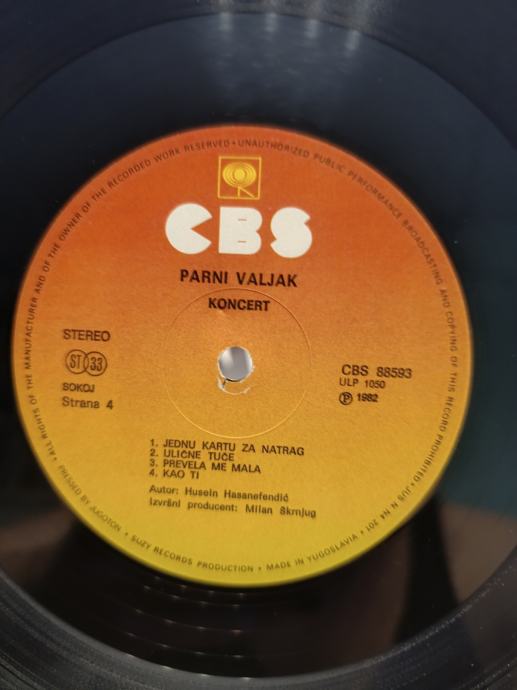 • ALL RIGHTS OF THE MANUFACTURER AND OF THE OWNER OF THE RECORDED WORK RESERVED • UNAUTHORIZED PUBLIC PERFORMANCE BROADCASTING AND COPYING OF THIS RECORD PROHIBITED •
CBS
PARNI VALJAK
KONCERT
STEREO
ST 33
SOKOJ
Strana 4
CBS 88593
ULP 1050
Ⓟ 1982
1. JEDNU KARTU ZA NATRAG
2. ULIČNE TUČE
3. PREVELA ME MALA
4. KAO TI
Autor: Husein Hasanefendić
Izvršni producent: Milan Škrnjug
PRESSED BY JUGOTON • SUZY RECORDS PRODUCTION • MADE IN YUGOSLAVIA • JUS N N4 201